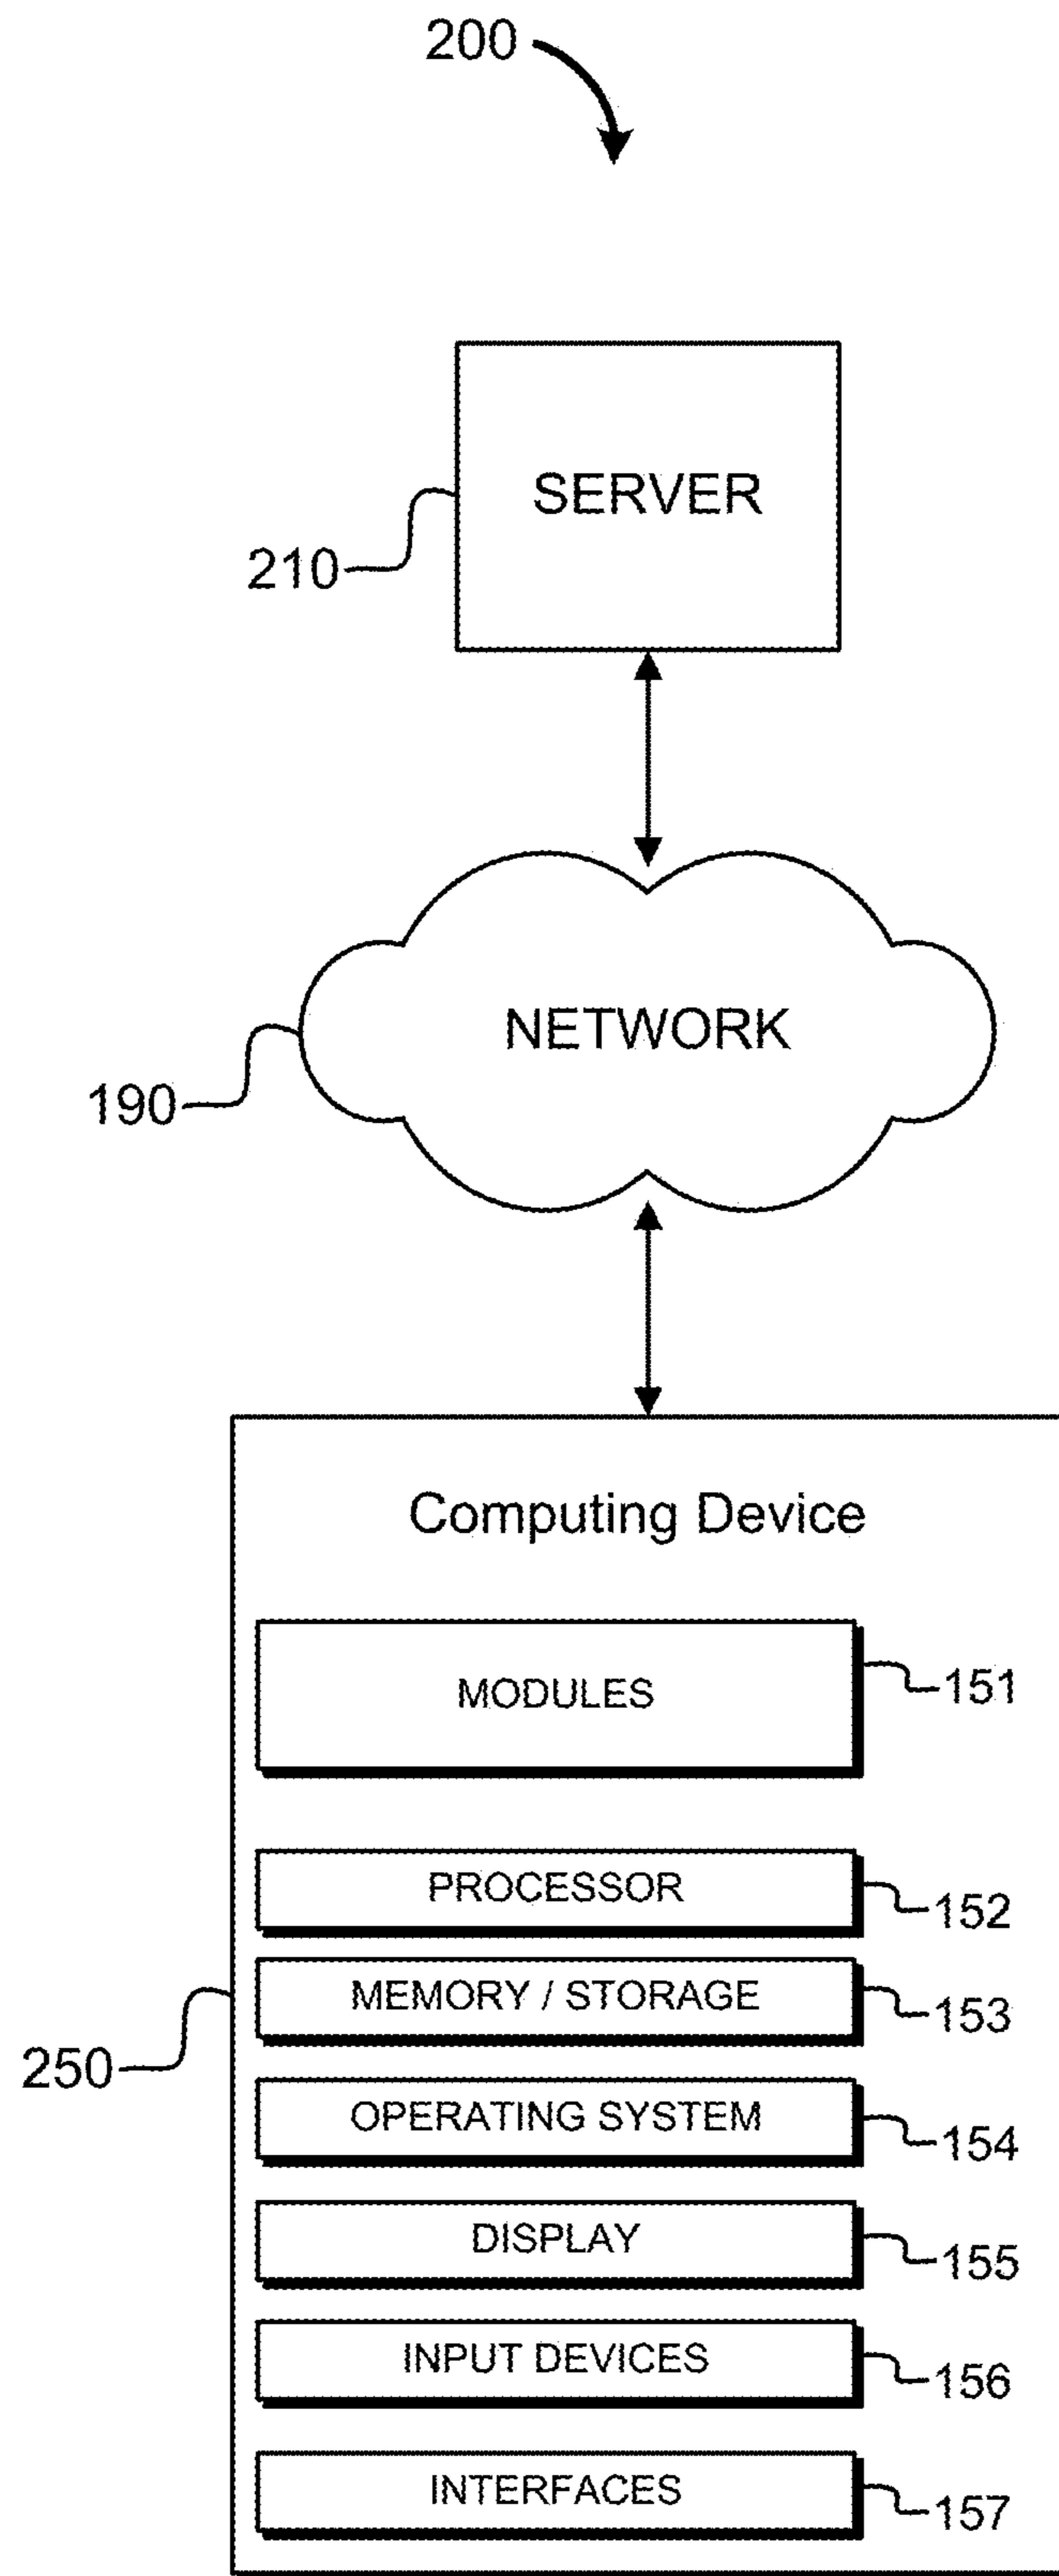 200
SERVER
210
NETWORK
190
Computing Device
MODULES
151
PROCESSOR
152
MEMORY / STORAGE
153
250
OPERATING SYSTEM
154
DISPLAY
155
INPUT DEVICES
156
INTERFACES
157